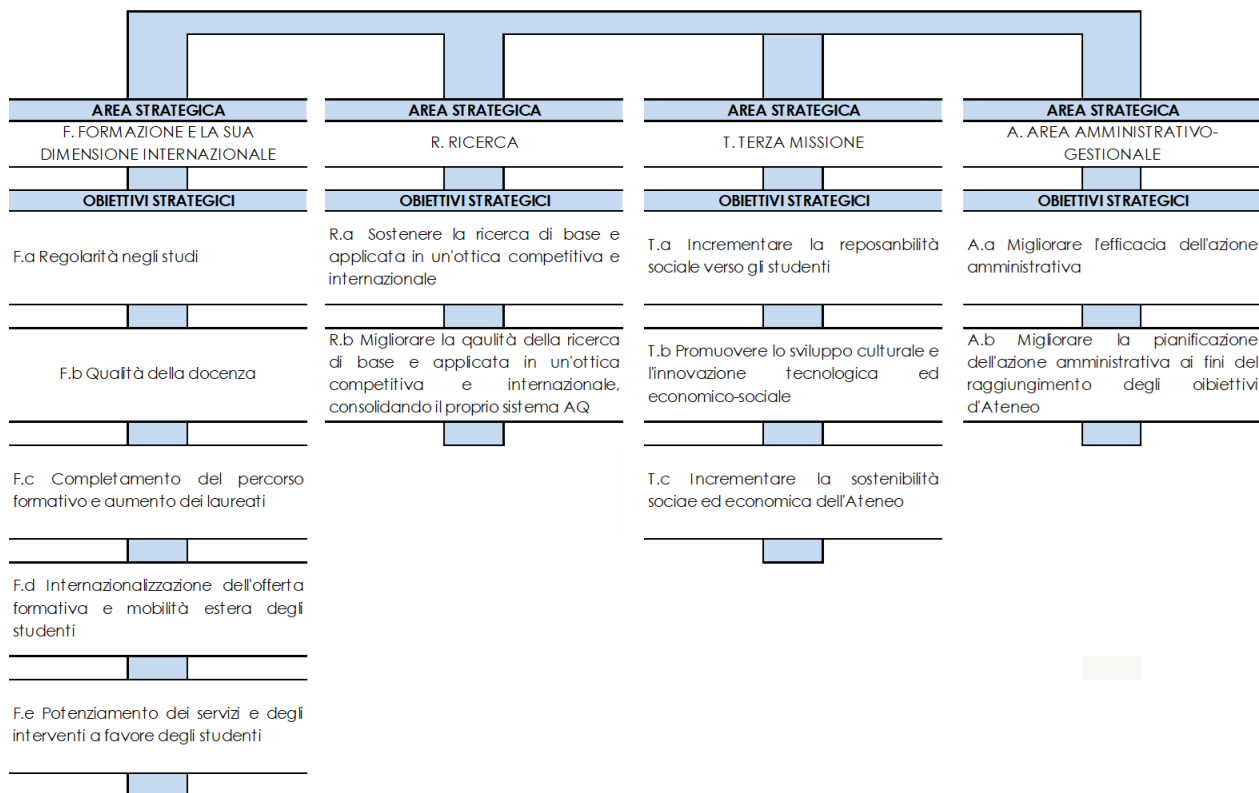 AREA STRATEGICA
F. FORMAZIONE E LA SUA
DIMENSIONE INTERNAZIONALE
OBIETTIVI STRATEGICI
F.a Regolarità negli studi
F.b Qualità della docenza
F.c Completamento del percorso
formativo e aumento dei laureati
F.d Internazionalizzazione dell'offerta
formativa e mobilità estera degli
studenti
F.e Potenziamento dei servizi e degli
interventi a favore degli studenti
AREA STRATEGICA
R. RICERCA
OBIETTIVI STRATEGICI
R.a Sostenere la ricerca di base e
applicata in un'ottica competitiva e
internazionale
R.b Migliorare la qaulità della ricerca
di base e applicata in un'ottica
competitiva e internazionale,
consolidando il proprio sistema AQ
AREA STRATEGICA
T. TERZA MISSIONE
OBIETTIVI STRATEGICI
T.a Incrementare la reposanbilità
sociale verso gli studenti
T.b Promuovere lo sviluppo culturale e
l'innovazione tecnologica ed
economico-sociale
T.c Incrementare la sostenibilità
sociae ed economica dell'Ateneo
AREA STRATEGICA
A. AREA AMMINISTRATIVO-
GESTIONALE
OBIETTIVI STRATEGICI
A.a Migliorare l'efficacia dell'azione
amministrativa
A.b Migliorare la pianificazione
dell'azione amministrativa ai fini del
raggiungimento degli oibiettivi
d'Ateneo